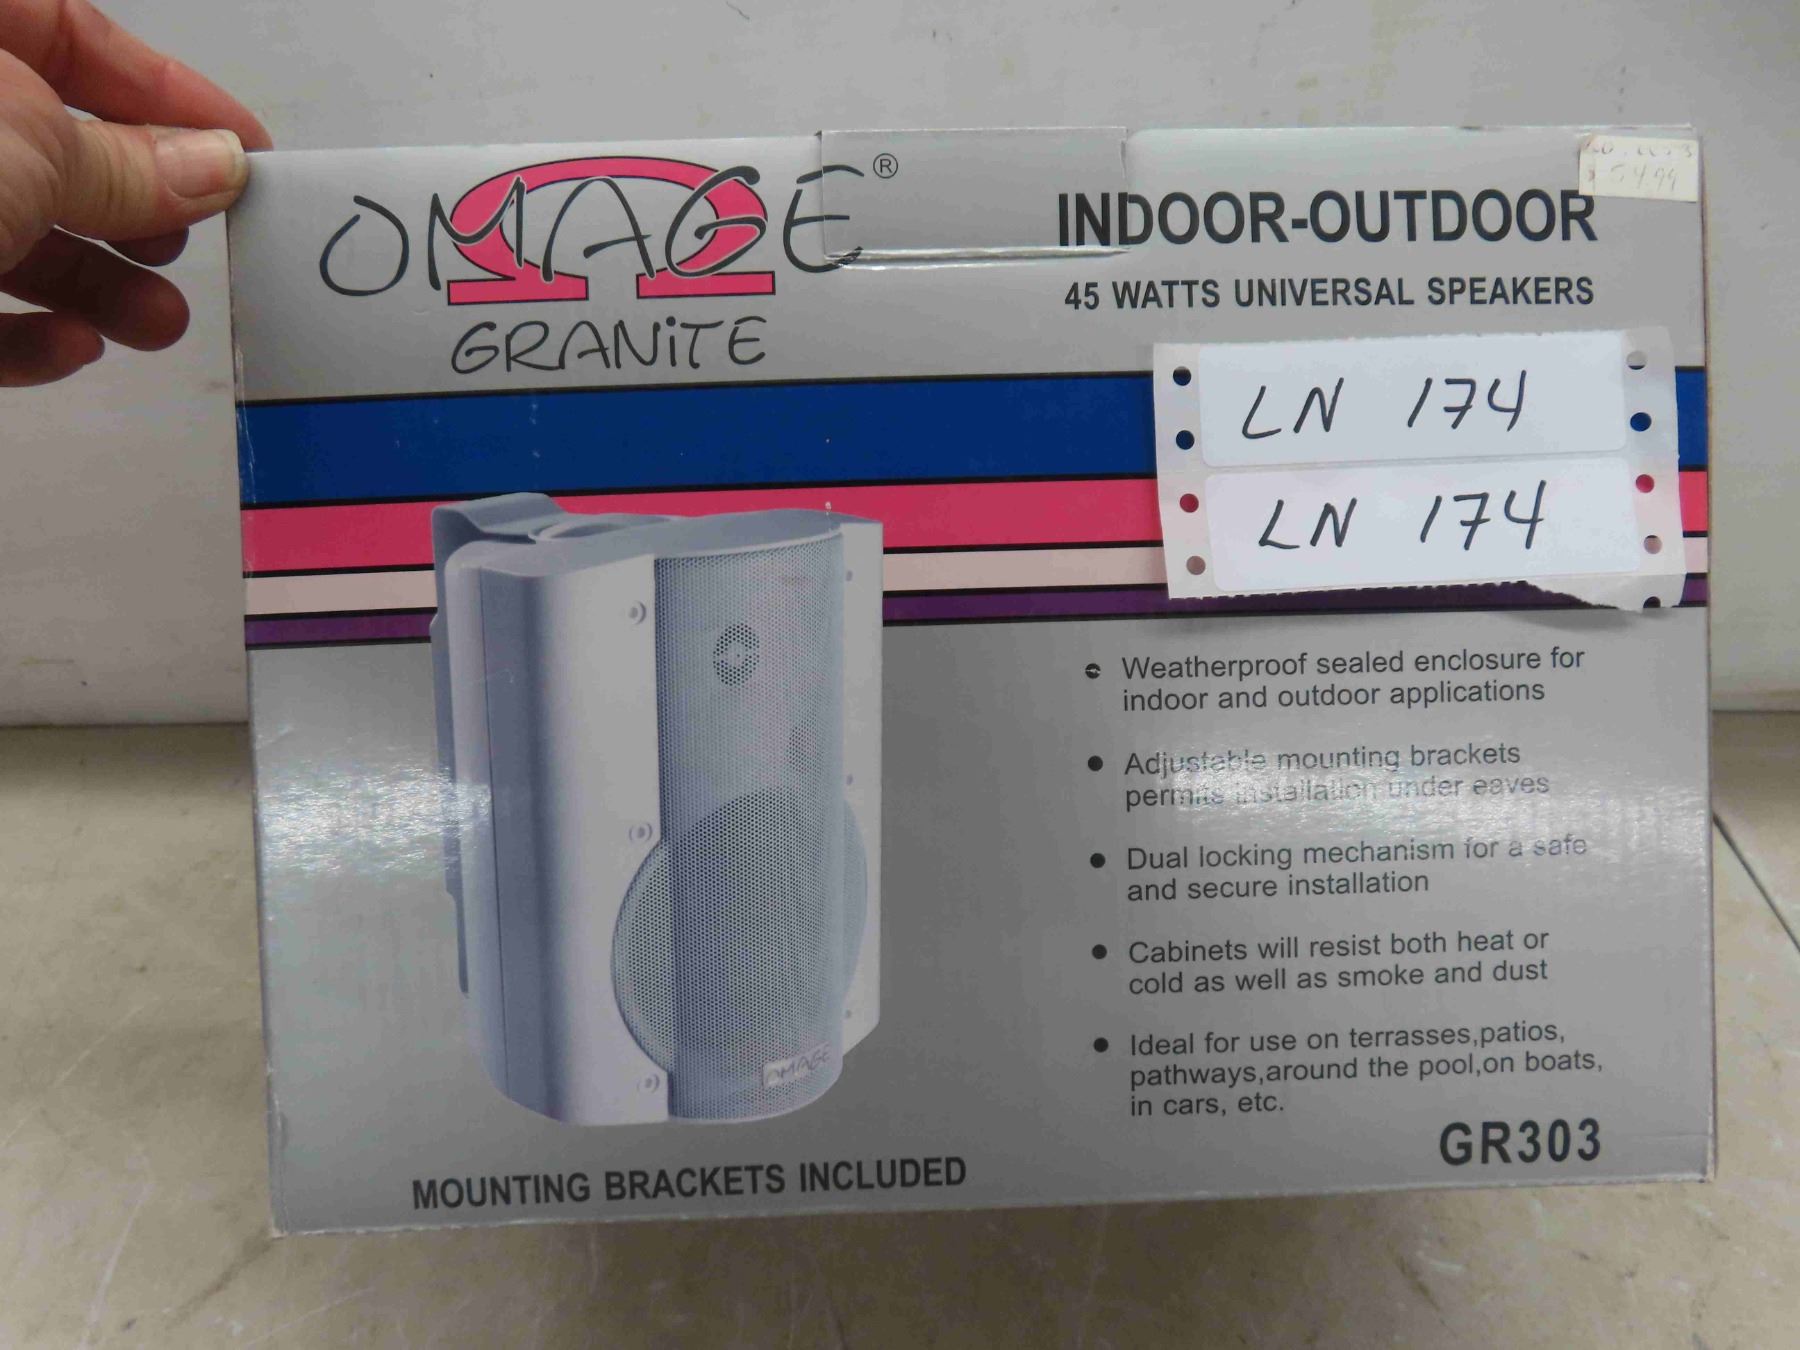 OMAGE®
GRANiTE
INDOOR-OUTDOOR
45 WATTS UNIVERSAL SPEAKERS
$54.99
LN 174
LN 174
Weatherproof sealed enclosure for
indoor and outdoor applications
Adjustable mounting brackets
permits installation under eaves
Dual locking mechanism for a safe
and secure installation
Cabinets will resist both heat or
cold as well as smoke and dust
Ideal for use on terrasses,patios,
pathways,around the pool,on boats,
in cars, etc.
OMAGE
GR303
MOUNTING BRACKETS INCLUDED